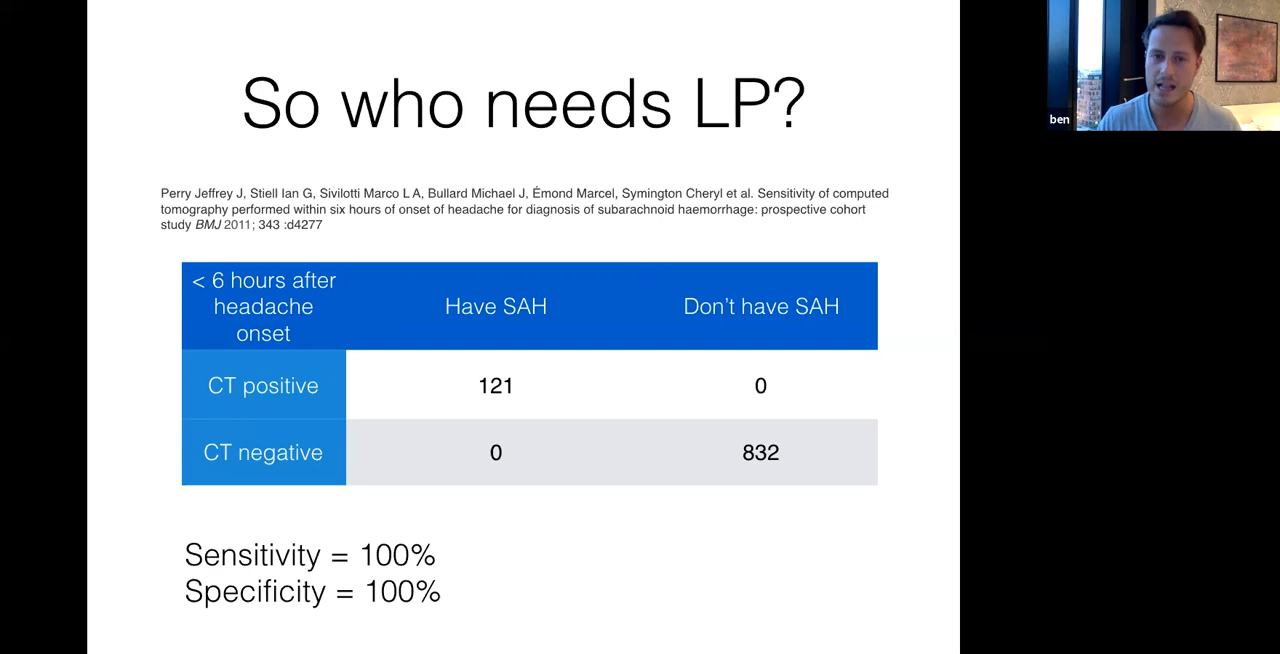 So who needs LP?
ben
Perry Jeffrey J, Stiell Ian G, Sivilotti Marco L A, Bullard Michael J, Émond Marcel, Symington Cheryl et al. Sensitivity of computed
tomography performed within six hours of onset of headache for diagnosis of subarachnoid haemorrhage: prospective cohort
study BMJ 2011; 343 :d4277
< 6 hours after
headache
onset
Have SAH
Don't have SAH
CT positive
121
0
CT negative
0
832
Sensitivity = 100%
Specificity = 100%